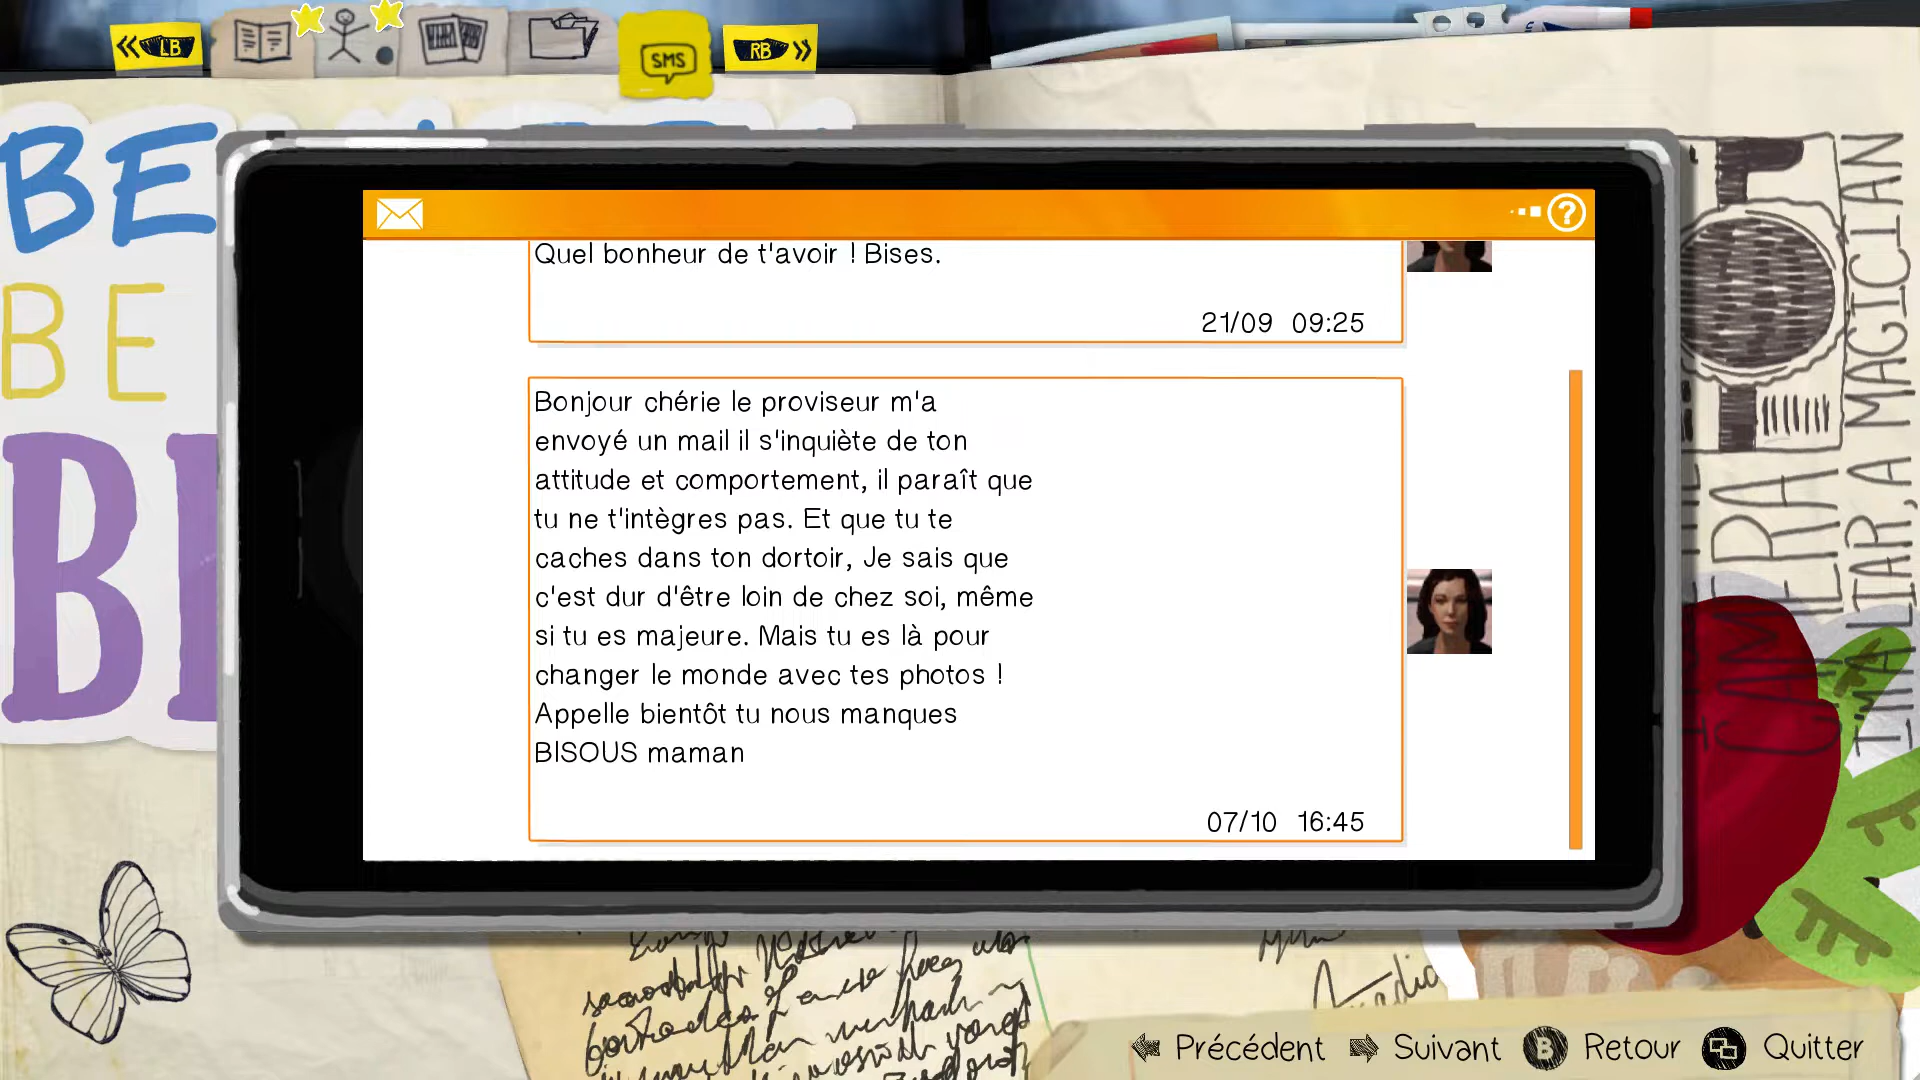 LB
SMS
RB
BE
BE
Quel bonheur de t'avoir ! Bises.
21/09 09:25
Bonjour chérie le proviseur m'a
envoyé un mail il s'inquiète de ton
attitude et comportement, il paraît que
tu ne t'intègres pas. Et que tu te
caches dans ton dortoir, Je sais que
c'est dur d'être loin de chez soi, même
si tu es majeure. Mais tu es là pour
changer le monde avec tes photos !
Appelle bientôt tu nous manques
BISOUS maman
07/10 16:45
CAMERA
I'M A LIAR, A MAGICIAN
Précédent
Suivant
B Retour
Quitter